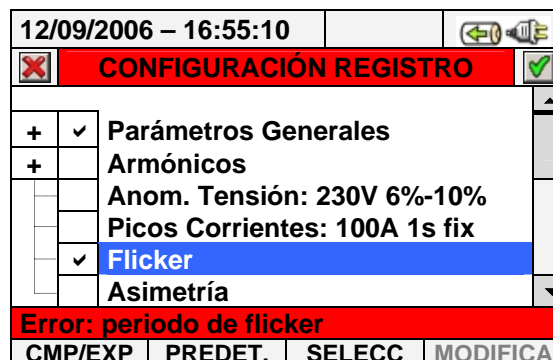 12/09/2006 – 16:55:10
CONFIGURACIÓN REGISTRO
+ Parámetros Generales
+ Armónicos
Anom. Tensión: 230V 6%-10%
Picos Corrientes: 100A 1s fix
Flicker
Asimetría
Error: periodo de flicker
CMP/EXP PREDET. SELECC MODIFICA